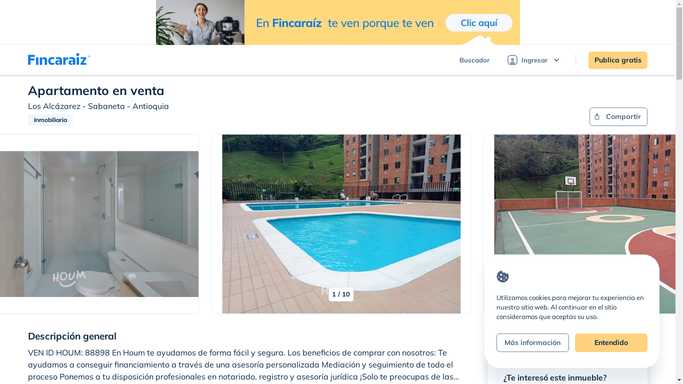 En Fincaraíz te ven porque te ven
Clic aquí
Fincaraiz
Buscador
Ingresar
Publica gratis
Apartamento en venta
Los Alcázarez - Sabaneta - Antioquia
Inmobiliaria
Compartir
HOUM
1 / 10
Utilizamos cookies para mejorar tu experiencia en
nuestro sitio web. Al continuar en el sitio
consideramos que aceptas su uso.
Más información
Entendido
Descripción general
VEN ID HOUM: 88898 En Houm te ayudamos de forma fácil y segura. Los beneficios de comprar con nosotros: Te
ayudamos a conseguir financiamiento a través de una asesoría personalizada Mediación y seguimiento de todo el
proceso Ponemos a tu disposición profesionales en notariado, registro y asesoría jurídica ¡Solo te preocupas de las...
¿Te interesó este inmueble?